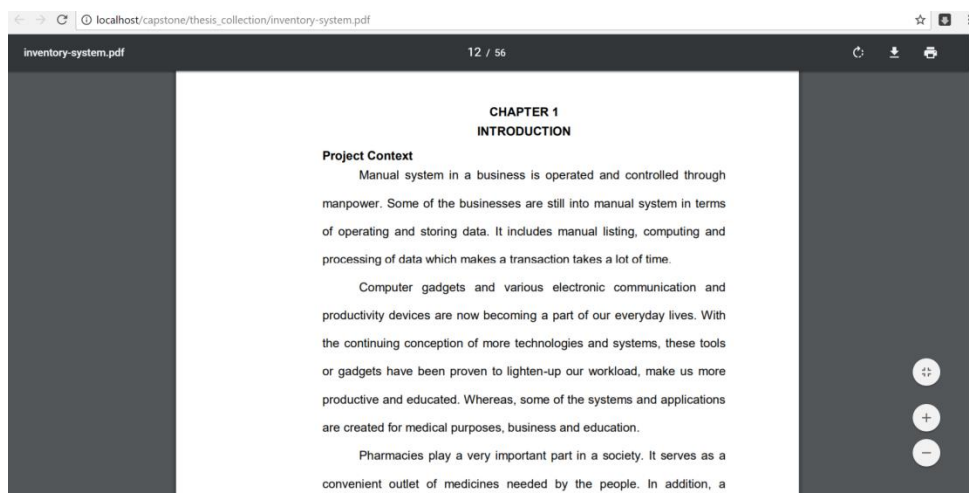 localhost/capstone/thesis_collection/inventory-system.pdf
inventory-system.pdf
12 / 56
CHAPTER 1
INTRODUCTION
Project Context
Manual system in a business is operated and controlled through
manpower. Some of the businesses are still into manual system in terms
of operating and storing data. It includes manual listing, computing and
processing of data which makes a transaction takes a lot of time.
Computer gadgets and various electronic communication and
productivity devices are now becoming a part of our everyday lives. With
the continuing conception of more technologies and systems, these tools
or gadgets have been proven to lighten-up our workload, make us more
productive and educated. Whereas, some of the systems and applications
are created for medical purposes, business and education.
Pharmacies play a very important part in a society. It serves as a
convenient outlet of medicines needed by the people. In addition, a